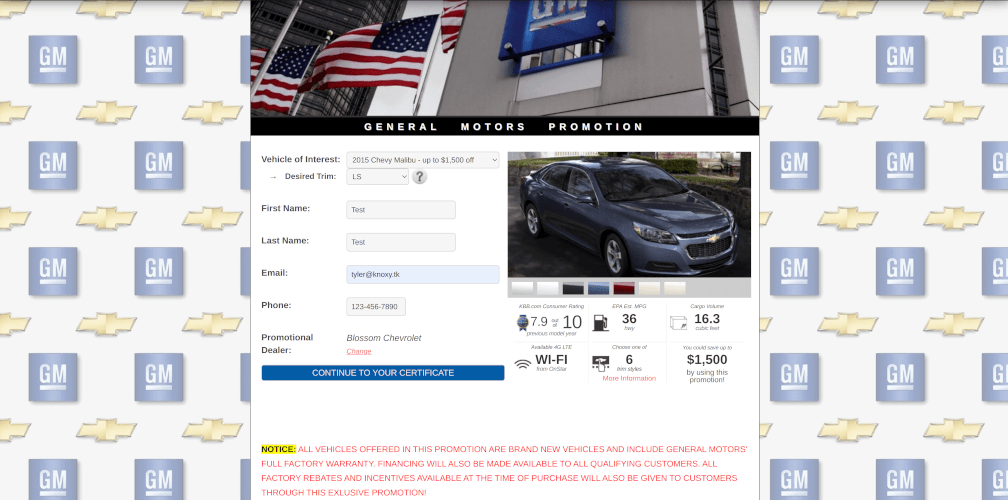 GM
GENERAL MOTORS PROMOTION
Vehicle of Interest: 2015 Chevy Malibu - up to $1,500 off
→ Desired Trim: LS ?
First Name: Test
Last Name: Test
Email: tyler@knoxy.tk
Phone: 123-456-7890
Promotional Dealer: Blossom Chevrolet
Change
CONTINUE TO YOUR CERTIFICATE
KBB.com Consumer Rating
7.9 out of 10
previous model year
EPA Est. MPG
36
hwy
Cargo Volume
16.3
cubic feet
Available 4G LTE
WI-FI
from OnStar
Choose one of
6
trim styles
More Information
You could save up to
$1,500
by using this
promotion!
NOTICE: ALL VEHICLES OFFERED IN THIS PROMOTION ARE BRAND NEW VEHICLES AND INCLUDE GENERAL MOTORS'
FULL FACTORY WARRANTY. FINANCING WILL ALSO BE MADE AVAILABLE TO ALL QUALIFYING CUSTOMERS. ALL
FACTORY REBATES AND INCENTIVES AVAILABLE AT THE TIME OF PURCHASE WILL ALSO BE GIVEN TO CUSTOMERS
THROUGH THIS EXLUSIVE PROMOTION!